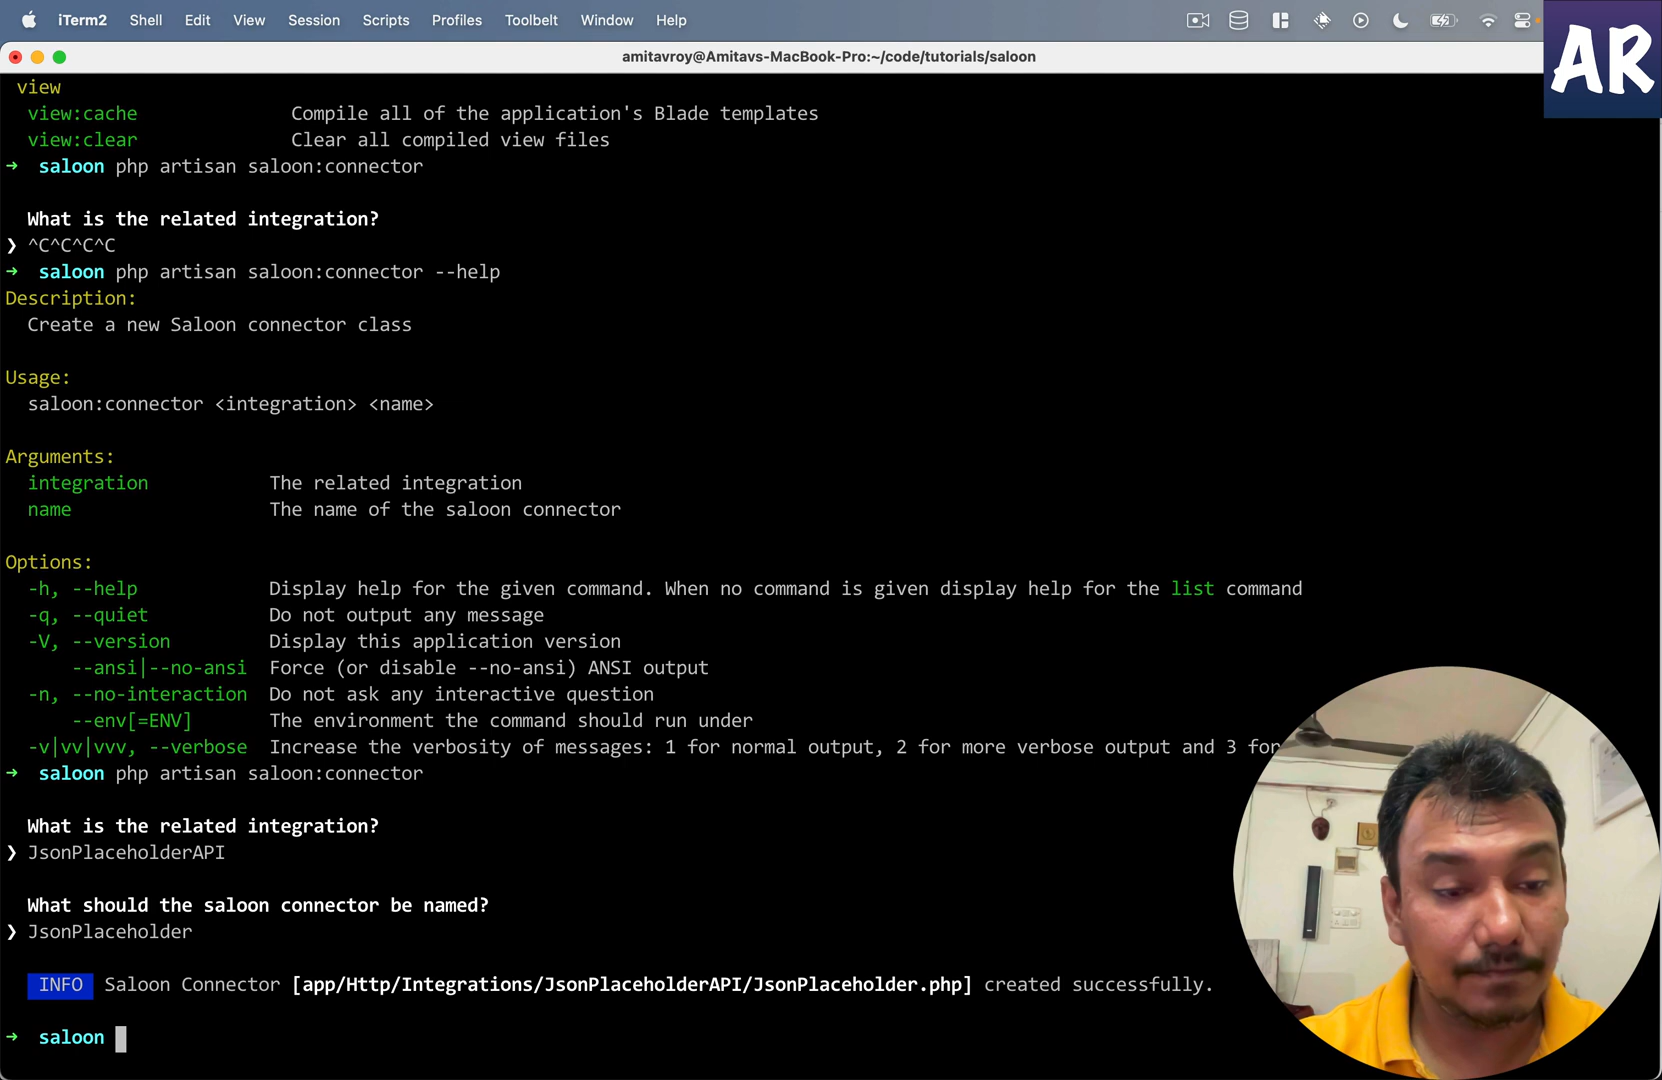 iTerm2 Shell Edit View Session Scripts Profiles Toolbelt Window Help
amitavroy@Amitavs-MacBook-Pro:~/code/tutorials/saloon
AR
view
view:cache Compile all of the application's Blade templates
view:clear Clear all compiled view files
➜ saloon php artisan saloon:connector
What is the related integration?
❯ ^C^C^C^C
➜ saloon php artisan saloon:connector --help
Description:
Create a new Saloon connector class
Usage:
saloon:connector <integration> <name>
Arguments:
integration The related integration
name The name of the saloon connector
Options:
-h, --help Display help for the given command. When no command is given display help for the list command
-q, --quiet Do not output any message
-V, --version Display this application version
--ansi|--no-ansi Force (or disable --no-ansi) ANSI output
-n, --no-interaction Do not ask any interactive question
--env[=ENV] The environment the command should run under
-v|vv|vvv, --verbose Increase the verbosity of messages: 1 for normal output, 2 for more verbose output and 3 for
➜ saloon php artisan saloon:connector
What is the related integration?
❯ JsonPlaceholderAPI
What should the saloon connector be named?
❯ JsonPlaceholder
INFO Saloon Connector [app/Http/Integrations/JsonPlaceholderAPI/JsonPlaceholder.php] created successfully.
➜ saloon